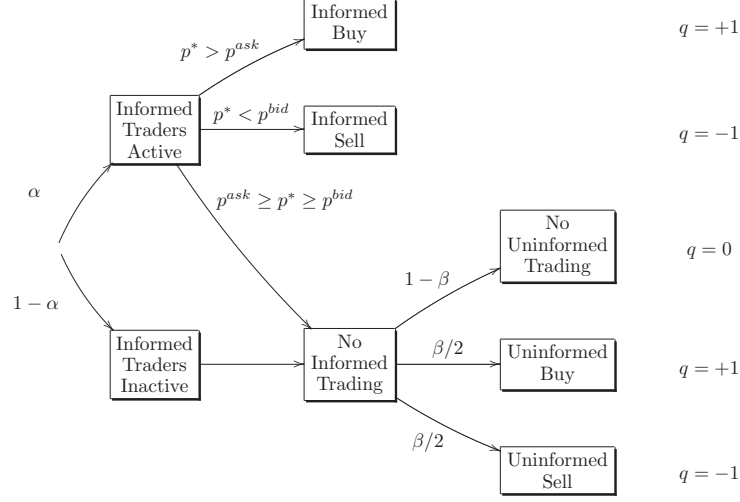 Informed
Buy
q = +1
p* > p^{ask}
Informed
Traders
Active
p* < p^{bid}
Informed
Sell
q = −1
α
p^{ask} ≥ p* ≥ p^{bid}
No
Uninformed
Trading
q = 0
1 − α
1 − β
Informed
Traders
Inactive
No
Informed
Trading
β/2
Uninformed
Buy
q = +1
β/2
Uninformed
Sell
q = −1